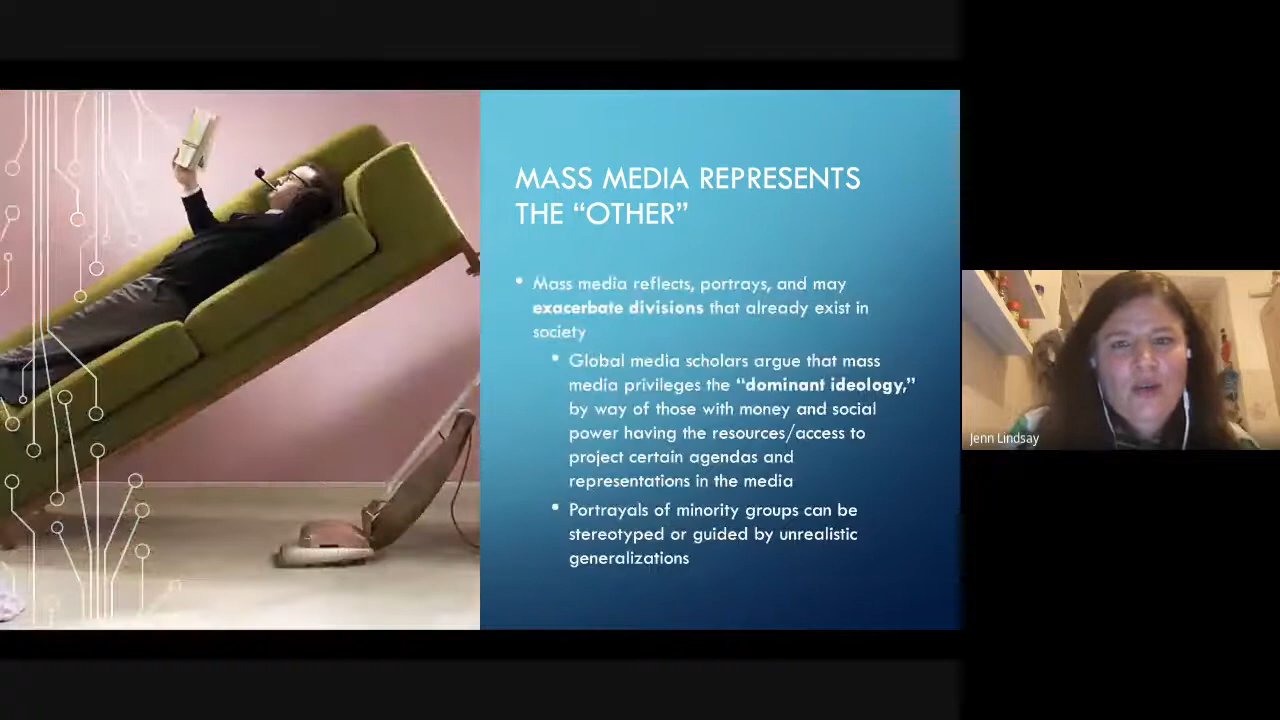 MASS MEDIA REPRESENTS
THE “OTHER”
• Mass media reflects, portrays, and may
exacerbate divisions that already exist in
society
• Global media scholars argue that mass
media privileges the “dominant ideology,”
by way of those with money and social
power having the resources/access to
project certain agendas and
representations in the media
• Portrayals of minority groups can be
stereotyped or guided by unrealistic
generalizations
Jenn Lindsay